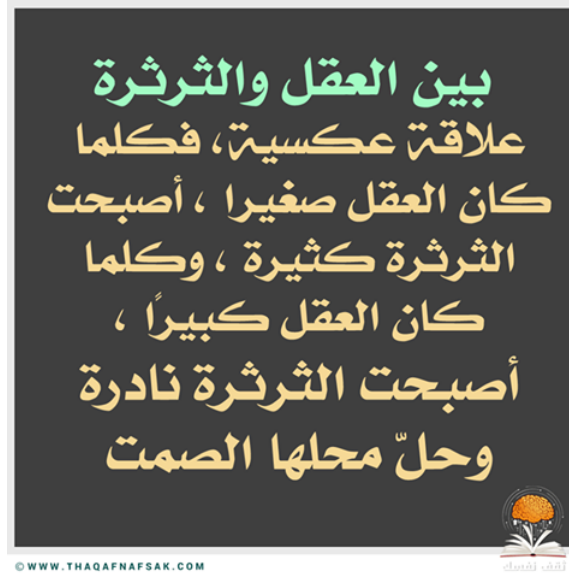 بين العقل والثرثرة
علاقة عكسية، فكلما
كان العقل صغيرا ، أصبحت
الثرثرة كثيرة ، وكلما
كان العقل كبيرًا ،
أصبحت الثرثرة نادرة
وحلّ محلها الصمت
ثقف نفسك
© WWW.THAQAFNAFSAK.COM